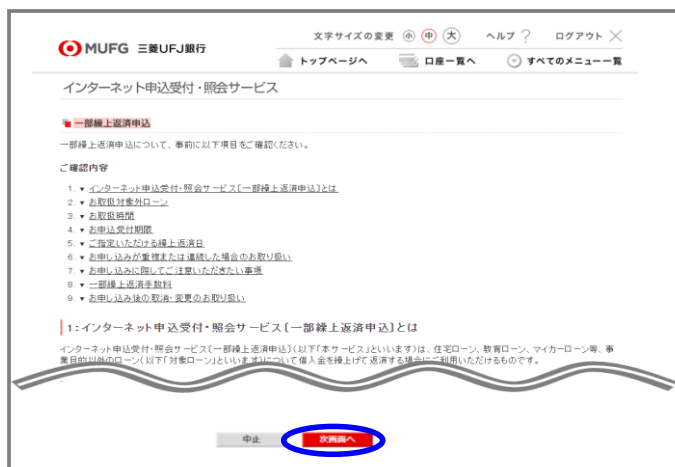 文字サイズの変更 小 中 大 ヘルプ ? ログアウト
MUFG 三菱UFJ銀行
トップページへ 口座一覧へ すべてのメニュー一覧
インターネット申込受付・照会サービス
一部繰上返済申込
一部繰上返済申込について、事前に以下項目をご確認ください。
ご確認内容
1. ▼ インターネット申込受付・照会サービス〔一部繰上返済申込〕とは
2. ▼ お取扱対象外ローン
3. ▼ お取扱時間
4. ▼ お申込受付期限
5. ▼ ご指定いただける繰上返済日
6. ▼ お申し込みが重複または連続した場合のお取り扱い
7. ▼ お申し込みに際してご注意いただきたい事項
8. ▼ 一部繰上返済手数料
9. ▼ お申し込み後の取消・変更のお取り扱い
1：インターネット申込受付・照会サービス〔一部繰上返済申込〕とは
インターネット申込受付・照会サービス〔一部繰上返済申込〕（以下「本サービス」といいます）は、住宅ローン、教育ローン、マイカーローン等、事
業目的以外のローン（以下「対象ローン」といいます）について借入金を繰上げて返済する場合にご利用いただけるものです。
中止 次画面へ